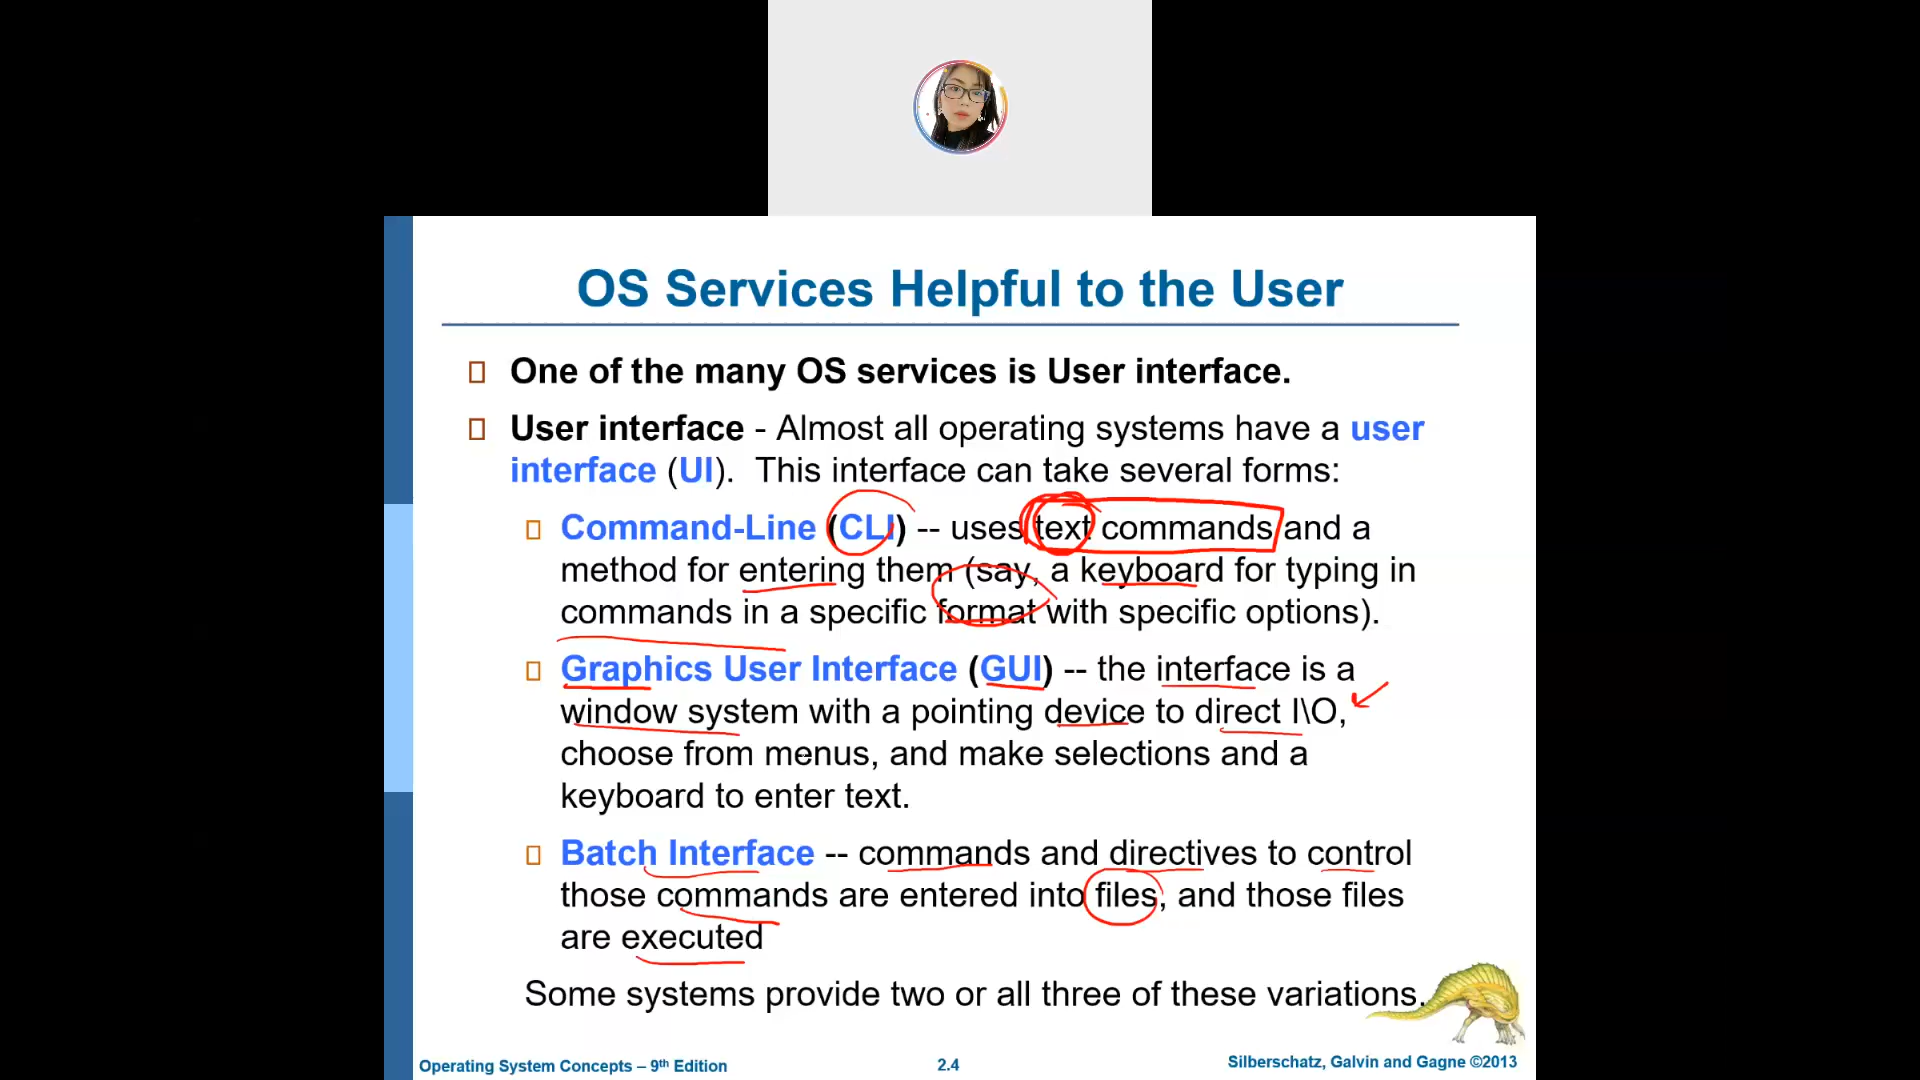 OS Services Helpful to the User
One of the many OS services is User interface.
User interface - Almost all operating systems have a user
interface (UI).  This interface can take several forms:
Command-Line (CLI) -- uses text commands and a
method for entering them (say, a keyboard for typing in
commands in a specific format with specific options).
Graphics User Interface (GUI) -- the interface is a
window system with a pointing device to direct I\O,
choose from menus, and make selections and a
keyboard to enter text.
Batch Interface -- commands and directives to control
those commands are entered into files, and those files
are executed
Some systems provide two or all three of these variations.
Operating System Concepts – 9th Edition
2.4
Silberschatz, Galvin and Gagne ©2013